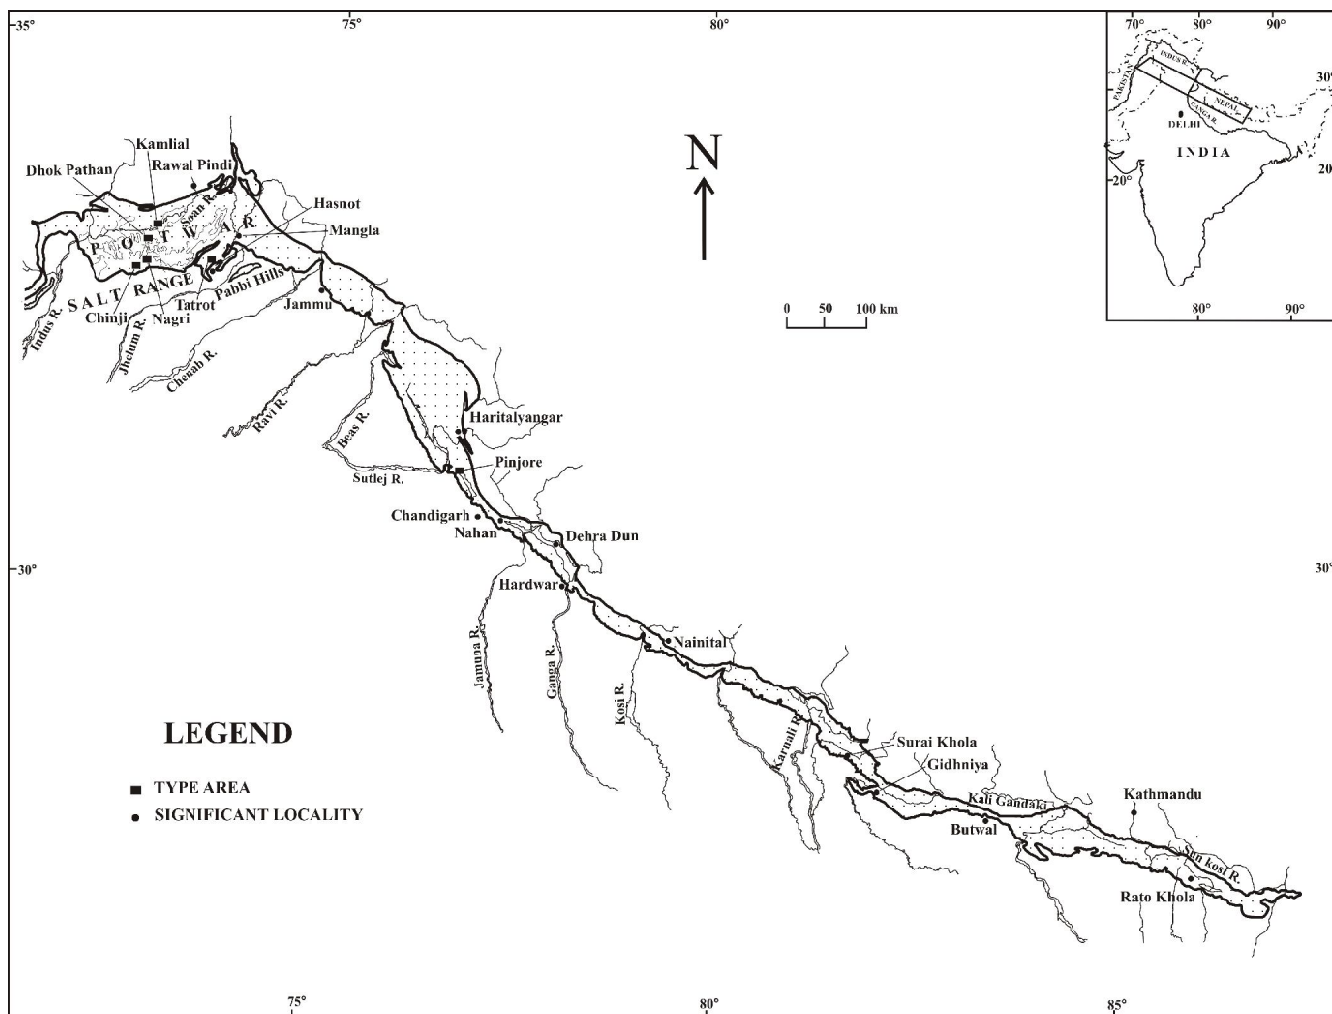 35°
75°
80°
70°
80°
90°
INDUS R.
PAKISTAN
30°
NEPAL
GANGA R.
DELHI
INDIA
20°
20°
80°
90°
N
Kamlial
Dhok Pathan
Rawal Pindi
Soan R.
Hasnot
Mangla
POTWAR
SALT RANGE
Pabbi Hills
Tatrot
Chinji
Nagri
Jammu
Indus R.
Jhelum R.
Chenab R.
Ravi R.
Beas R.
Sutlej R.
0 50 100 km
Haritalyangar
Pinjore
Chandigarh
Nahan
Dehra Dun
30°
30°
Hardwar
Jamuna R.
Ganga R.
Kosi R.
Nainital
Karnali R.
Surai Khola
Gidhniya
Kali Gandaki
Kathmandu
Butwal
Sun kosi R.
Rato Khola
LEGEND
TYPE AREA
SIGNIFICANT LOCALITY
75°
80°
85°